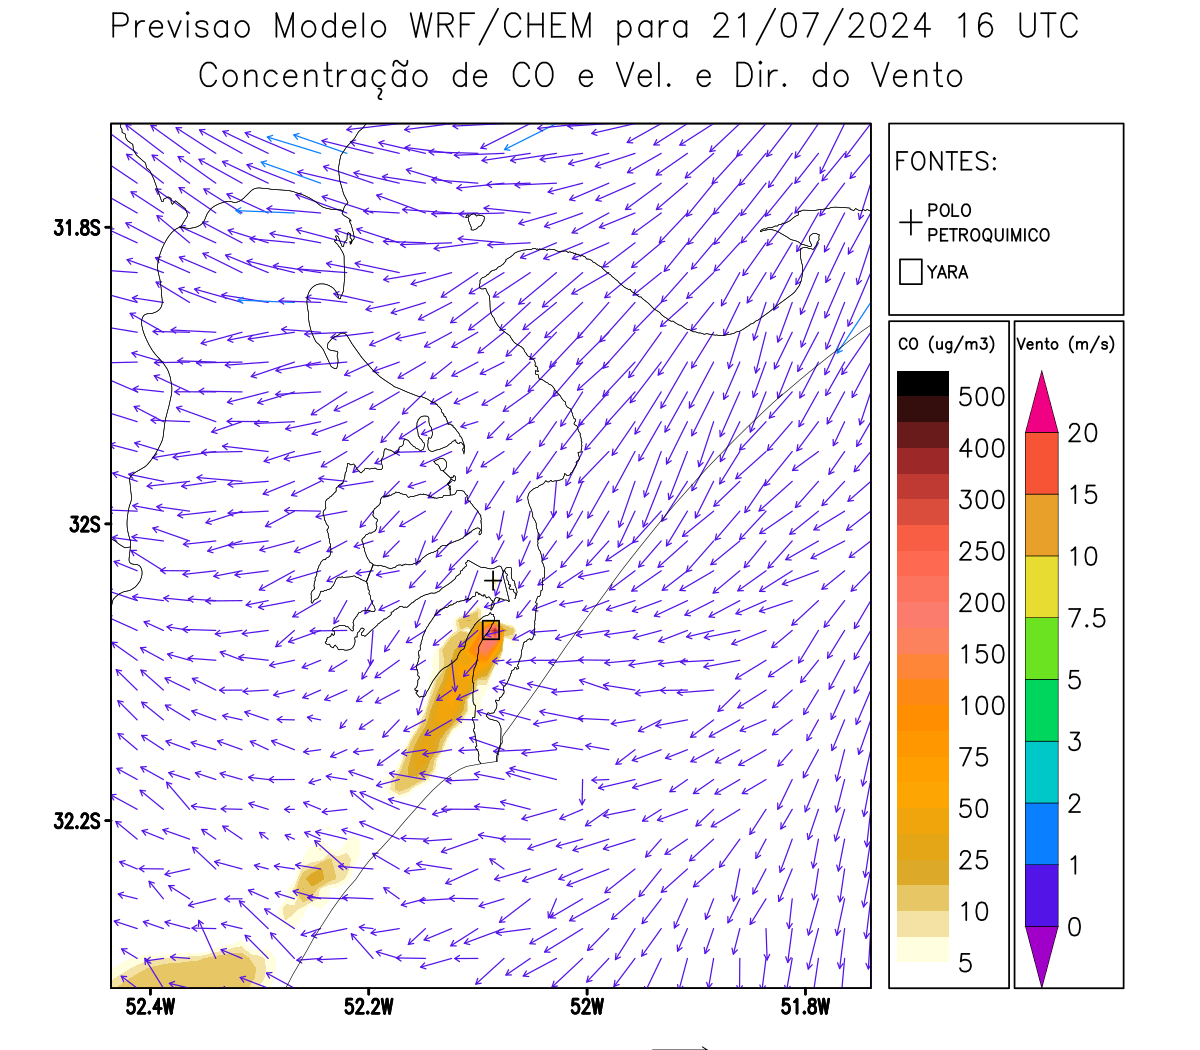 Previsao Modelo WRF/CHEM para 21/07/2024 16 UTC
Concentração de CO e Vel. e Dir. do Vento
FONTES:
POLO
PETROQUIMICO
YARA
CO (ug/m3)
500
400
300
250
200
150
100
75
50
25
10
5
Vento (m/s)
20
15
10
7.5
5
3
2
1
0
31.8S
32S
32.2S
52.4W
52.2W
52W
51.8W